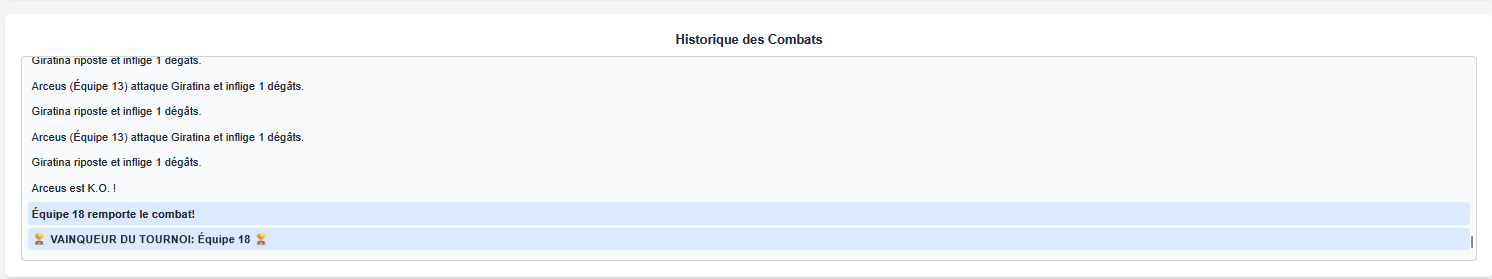 Historique des Combats
Giratina riposte et inflige 1 dégâts.
Arceus (Équipe 13) attaque Giratina et inflige 1 dégâts.
Giratina riposte et inflige 1 dégâts.
Arceus (Équipe 13) attaque Giratina et inflige 1 dégâts.
Giratina riposte et inflige 1 dégâts.
Arceus est K.O. !
Équipe 18 remporte le combat!
🏆 VAINQUEUR DU TOURNOI: Équipe 18 🏆